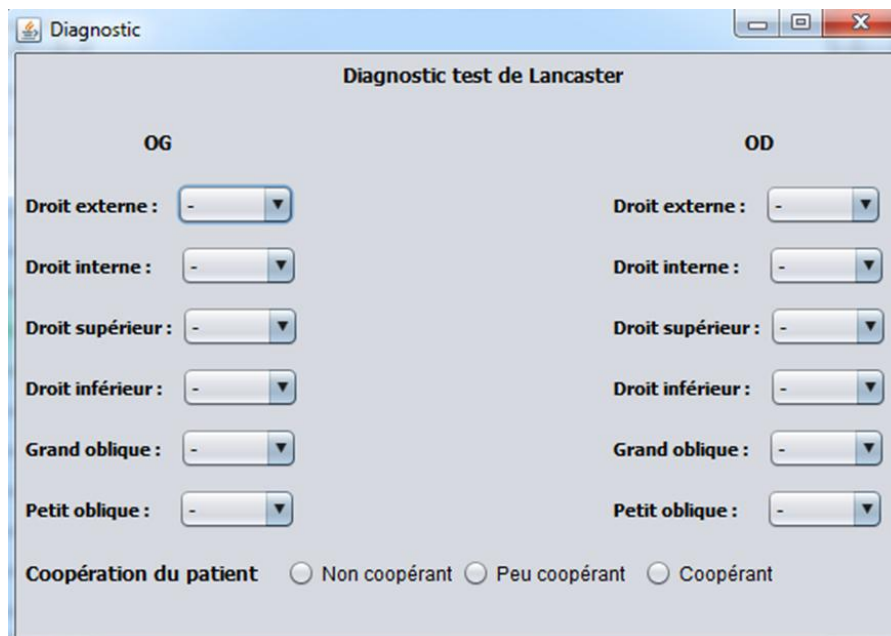 Diagnostic
Diagnostic test de Lancaster
OG OD
Droit externe : - Droit externe : -
Droit interne : - Droit interne : -
Droit supérieur : - Droit supérieur : -
Droit inférieur : - Droit inférieur : -
Grand oblique : - Grand oblique : -
Petit oblique : - Petit oblique : -
Coopération du patient Non coopérant Peu coopérant Coopérant